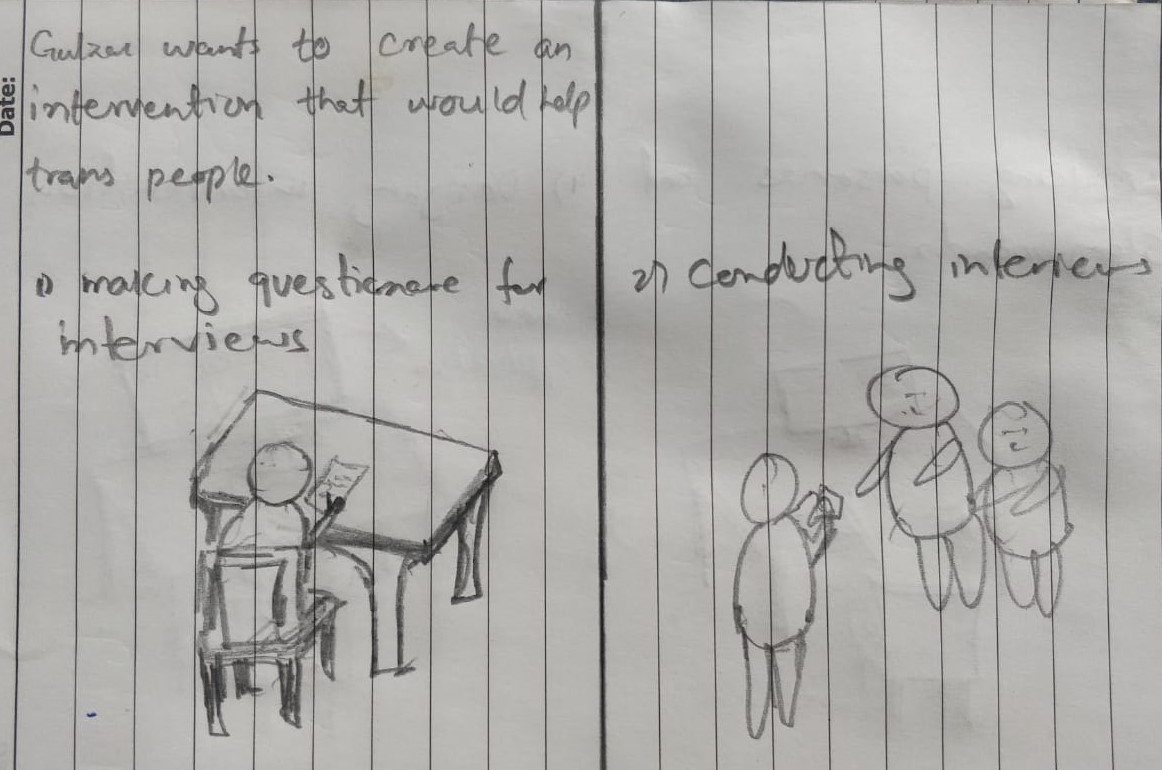 Date:
Gulzar wants to create an
intervention that would help
trans people.
1) making questionare for
interviews
2) Conducting interviews